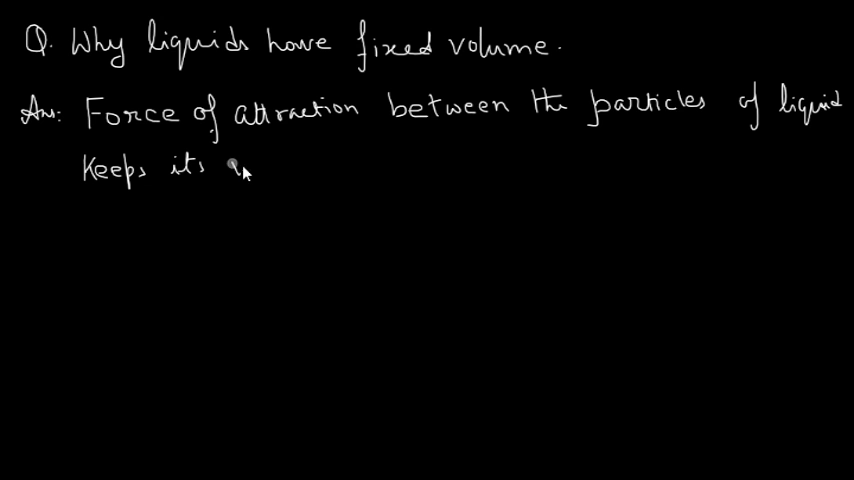 Q. Why liquids have fixed volume.
Ans: Force of attraction between the particles of liquid
Keeps its